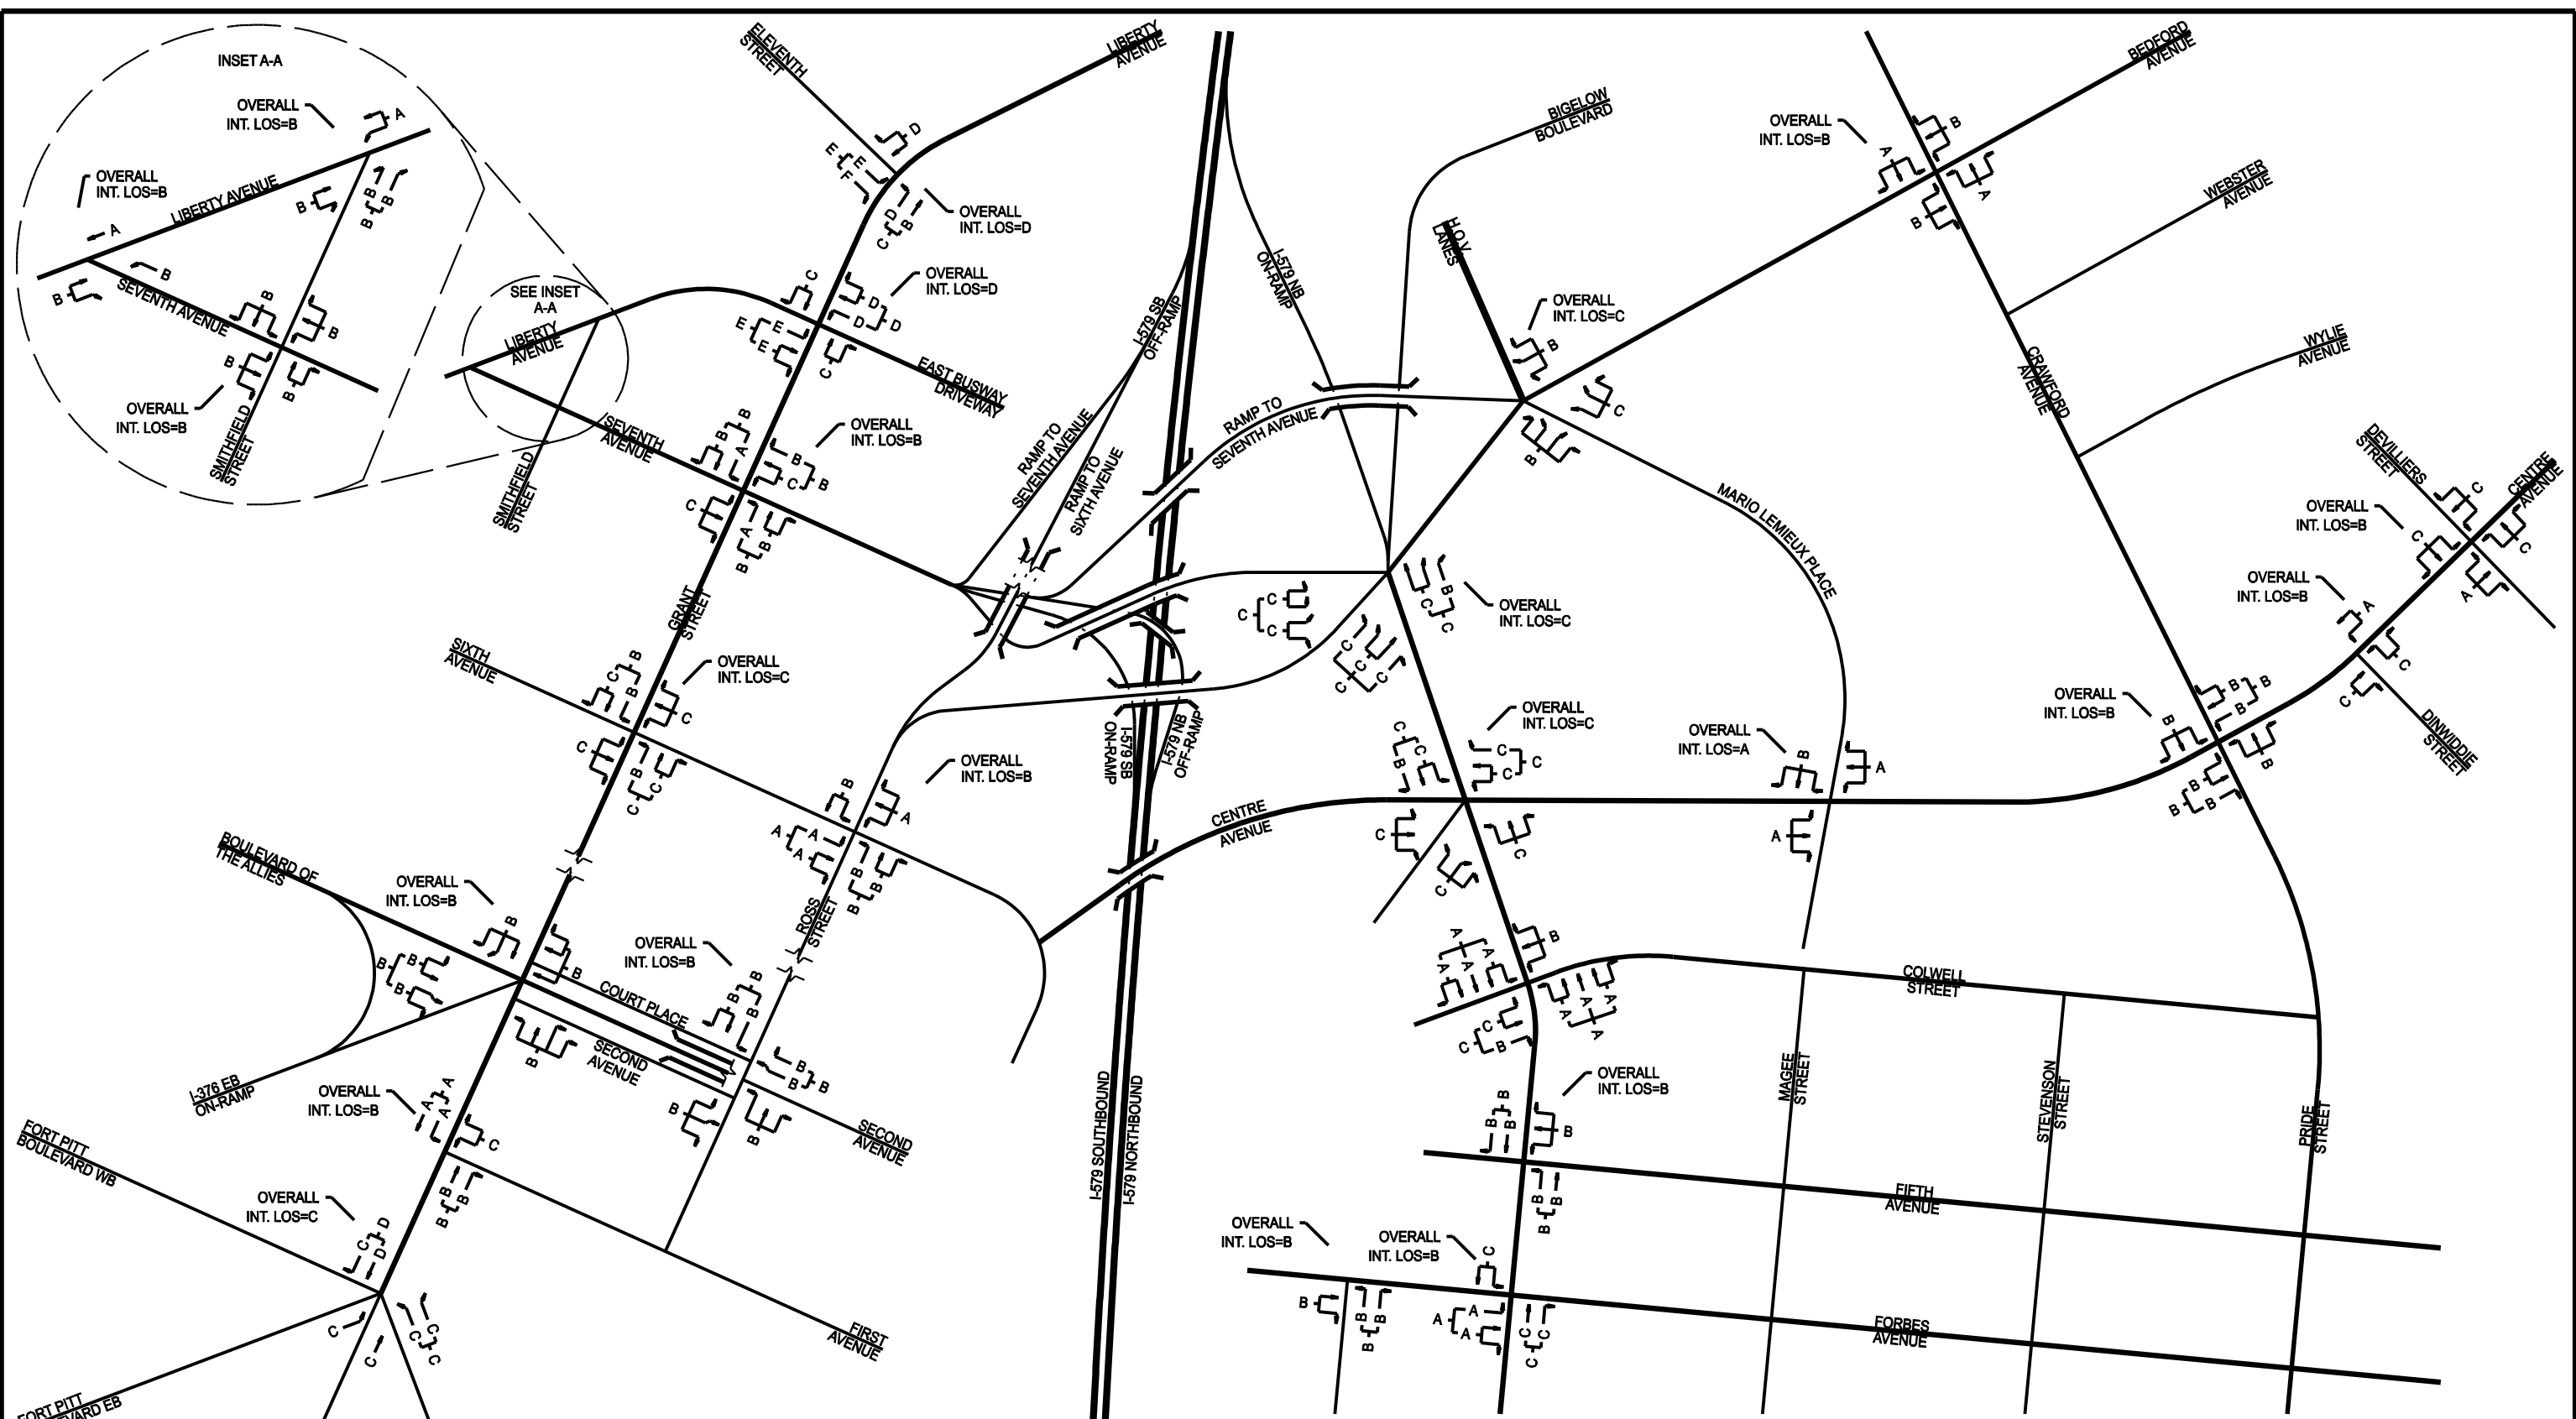 INSET A-A
OVERALL
INT. LOS=B
A
OVERALL
INT. LOS=B
LIBERTY AVENUE
A
B
B
B
B
B
B
SEVENTH AVENUE
B
B
B
B
OVERALL
INT. LOS=B
SMITHFIELD
STREET
SEE INSET
A-A
LIBERTY
AVENUE
SMITHFIELD
STREET
SEVENTH
AVENUE
ELEVENTH
STREET
LIBERTY
AVENUE
D
E
E
F
D
B
C
OVERALL
INT. LOS=D
OVERALL
INT. LOS=D
C
D
D
D
E
E
E
C
EAST BUSWAY
DRIVEWAY
OVERALL
INT. LOS=B
B
B
A
B
C
B
C
A
B
B
GRANT
STREET
SIXTH
AVENUE
OVERALL
INT. LOS=C
B
C
B
C
C
B
C
C
I-579 SB
OFF-RAMP
RAMP TO
SEVENTH AVENUE
RAMP TO
SIXTH AVENUE
I-579 NB
ON-RAMP
RAMP TO
SEVENTH AVENUE
BIGELOW
BOULEVARD
H.O.V.
LANES
OVERALL
INT. LOS=C
B
C
B
MARIO LEMIEUX PLACE
OVERALL
INT. LOS=B
BEDFORD
AVENUE
B
A
A
B
WEBSTER
AVENUE
WYLIE
AVENUE
CRAWFORD
AVENUE
DEVILLIERS
STREET
CENTRE
AVENUE
OVERALL
INT. LOS=B
C
C
C
A
OVERALL
INT. LOS=B
A
C
C
DINWIDDIE
STREET
OVERALL
INT. LOS=B
B
B
B
B
B
B
B
B
C
C
C
B
C
C
OVERALL
INT. LOS=C
C
C
C
C
I-579 SB
ON-RAMP
I-579 NB
OFF-RAMP
OVERALL
INT. LOS=C
C
C
B
C
C
C
C
C
C
OVERALL
INT. LOS=A
B
A
A
CENTRE
AVENUE
OVERALL
INT. LOS=B
B
A
A
A
A
B
B
B
ROSS
STREET
BOULEVARD OF
THE ALLIES
OVERALL
INT. LOS=B
B
B
B
B
B
B
COURT PLACE
SECOND
AVENUE
OVERALL
INT. LOS=B
B
B
B
B
B
B
B
B
SECOND
AVENUE
I-376 EB
ON-RAMP
OVERALL
INT. LOS=B
A
A
A
C
B
B
B
FORT PITT
BOULEVARD WB
OVERALL
INT. LOS=C
D
C
D
C
C
C
C
C
FIRST
AVENUE
FORT PITT
I-579 SOUTHBOUND
I-579 NORTHBOUND
A
A
A
A
B
A
A
A
A
C
B
C
COLWELL
STREET
OVERALL
INT. LOS=B
B
B
B
B
B
B
B
MAGEE
STREET
STEVENSON
STREET
PRIDE
STREET
FIFTH
AVENUE
OVERALL
INT. LOS=B
B
B
B
B
OVERALL
INT. LOS=B
C
A
A
A
C
C
C
FORBES
AVENUE